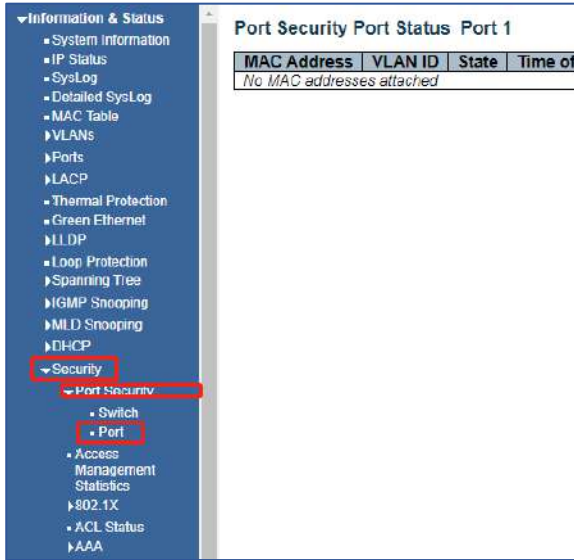 Information & Status
System Information
IP Status
SysLog
Detailed SysLog
MAC Table
VLANs
Ports
LACP
Thermal Protection
Green Ethernet
LLDP
Loop Protection
Spanning Tree
IGMP Snooping
MLD Snooping
DHCP
Security
Port Security
Switch
Port
Access
Management
Statistics
802.1X
ACL Status
AAA
Port Security Port Status Port 1
MAC Address VLAN ID State Time of
No MAC addresses attached